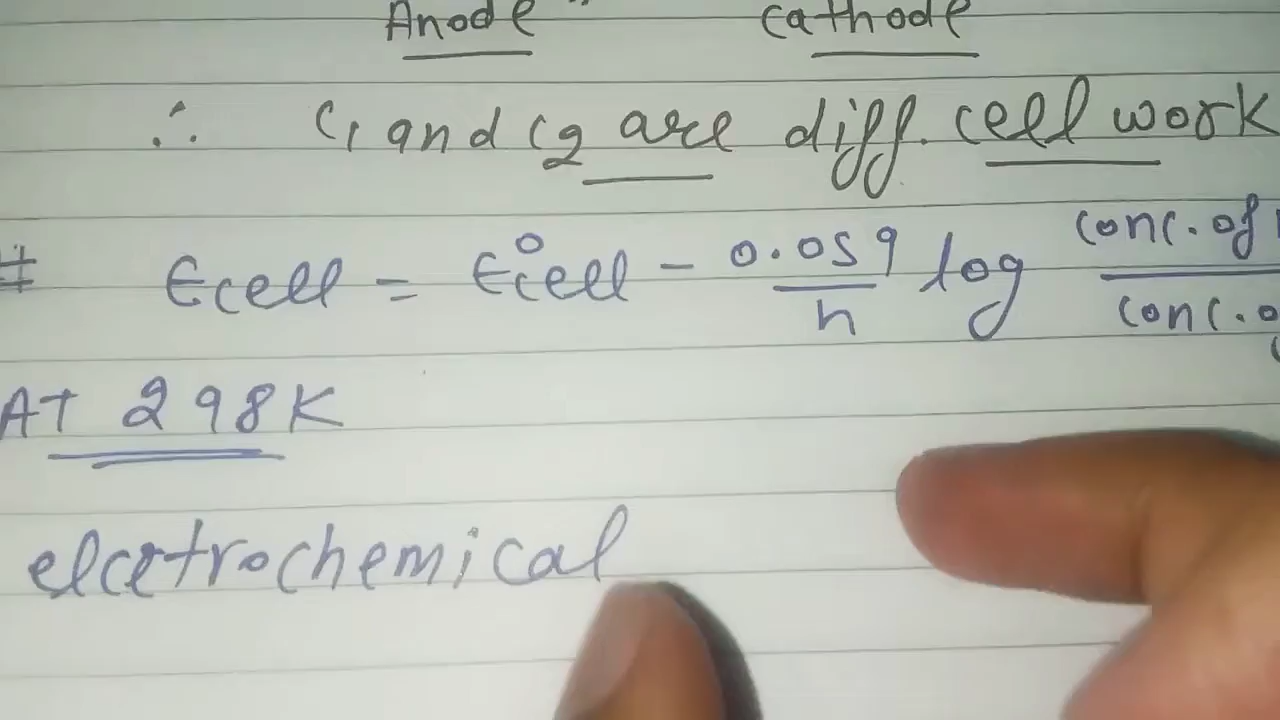 Anode " cathode
∴ C1 and C2 are diff. cell work
# Ecell = E°cell - 0.059/n log conc. of / conc. o
AT 298K
elcetrochemical